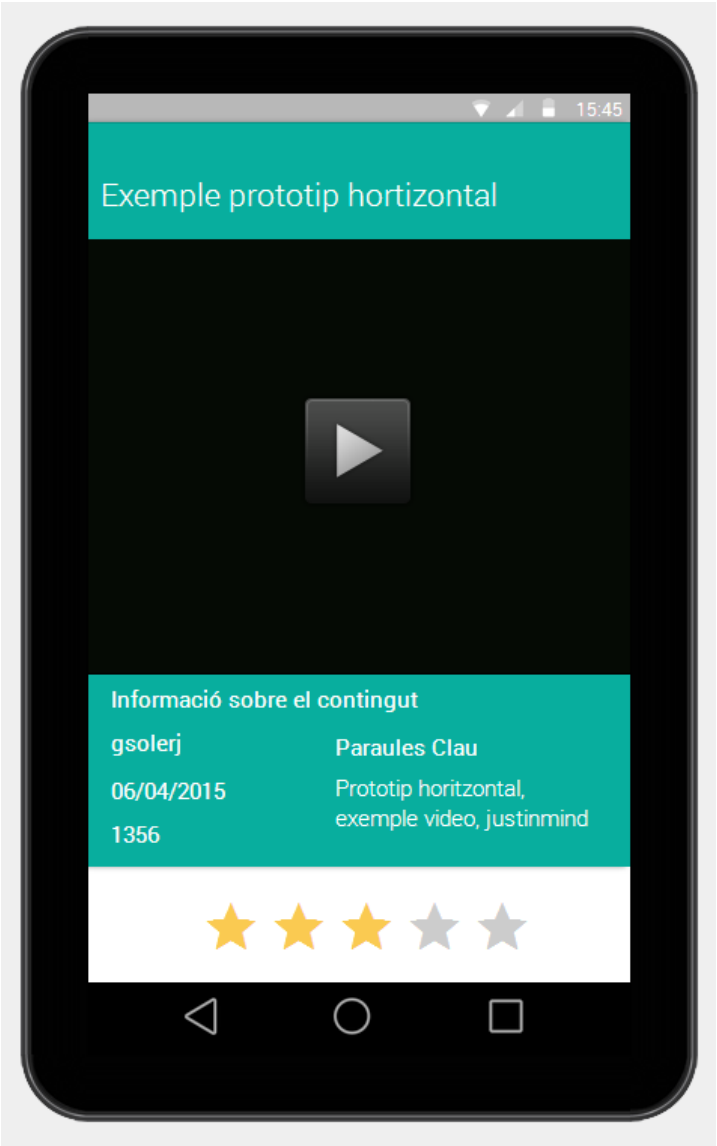 15:45
Exemple prototip hortizontal
Informació sobre el contingut
gsolerj
06/04/2015
1356
Paraules Clau
Prototip horitzontal,
exemple video, justinmind